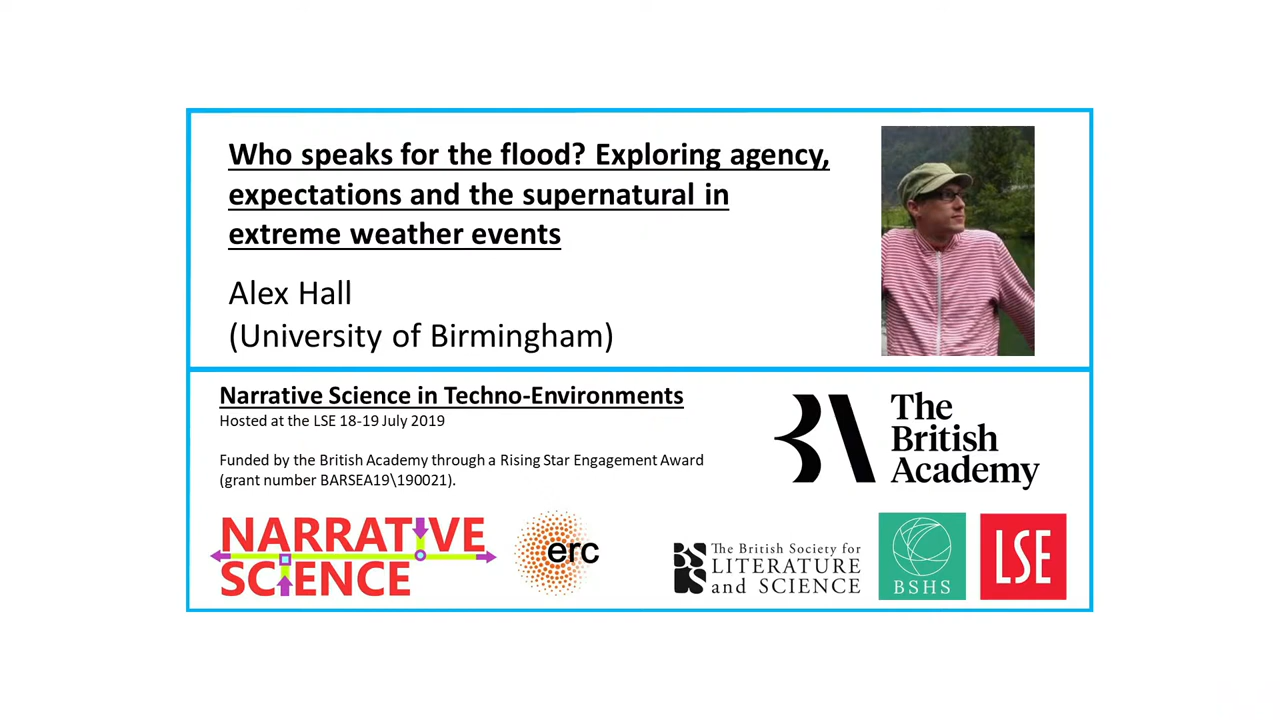 Who speaks for the flood? Exploring agency,
expectations and the supernatural in
extreme weather events
Alex Hall
(University of Birmingham)
Narrative Science in Techno-Environments
Hosted at the LSE 18-19 July 2019
Funded by the British Academy through a Rising Star Engagement Award
(grant number BARSEA19\190021).
BA
The
British
Academy
NARRATIVE
SCIENCE
erc
BS
LS
The British Society for
LITERATURE
and SCIENCE
BSHS
LSE